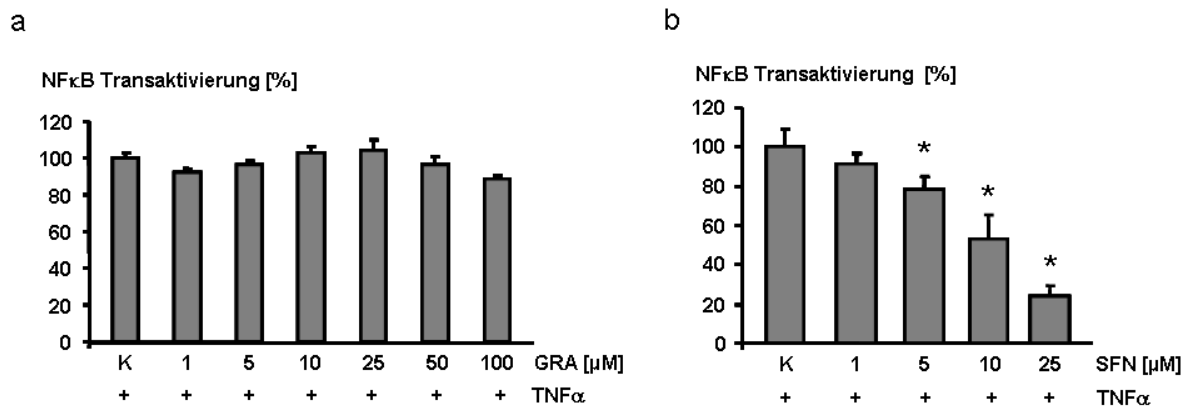 a
NFκB Transaktivierung [%]
120
100
80
60
40
20
0
K 1 5 10 25 50 100 GRA [µM]
+ + + + + + + TNFα
b
NFκB Transaktivierung [%]
120
100
80
60
40
20
0
*
*
*
K 1 5 10 25 SFN [µM]
+ + + + + TNFα